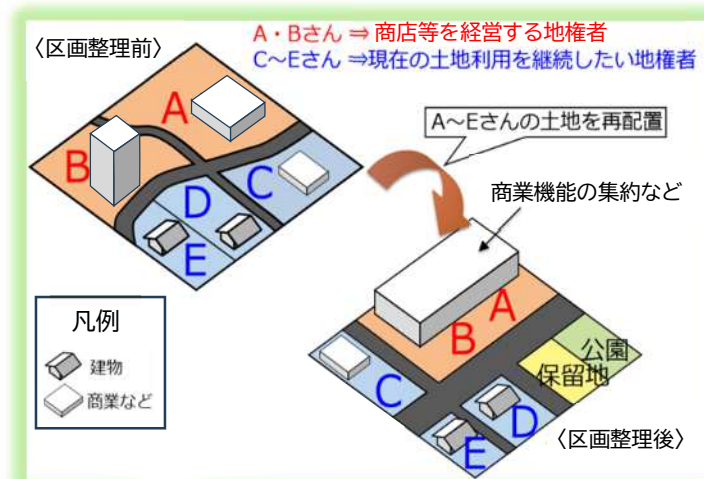 A・Bさん ⇒ 商店等を経営する地権者
C～Eさん ⇒現在の土地利用を継続したい地権者
〈区画整理前〉
A
B
C
D
E
A～Eさんの土地を再配置
商業機能の集約など
A
B
C
D
E
公園
保留地
〈区画整理後〉
凡例
建物
商業など